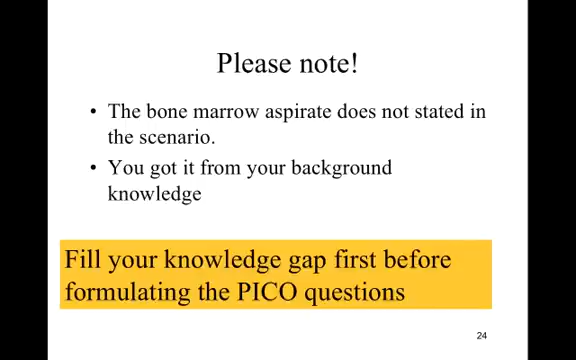 Please note!
• The bone marrow aspirate does not stated in
the scenario.
• You got it from your background
knowledge
Fill your knowledge gap first before
formulating the PICO questions
24